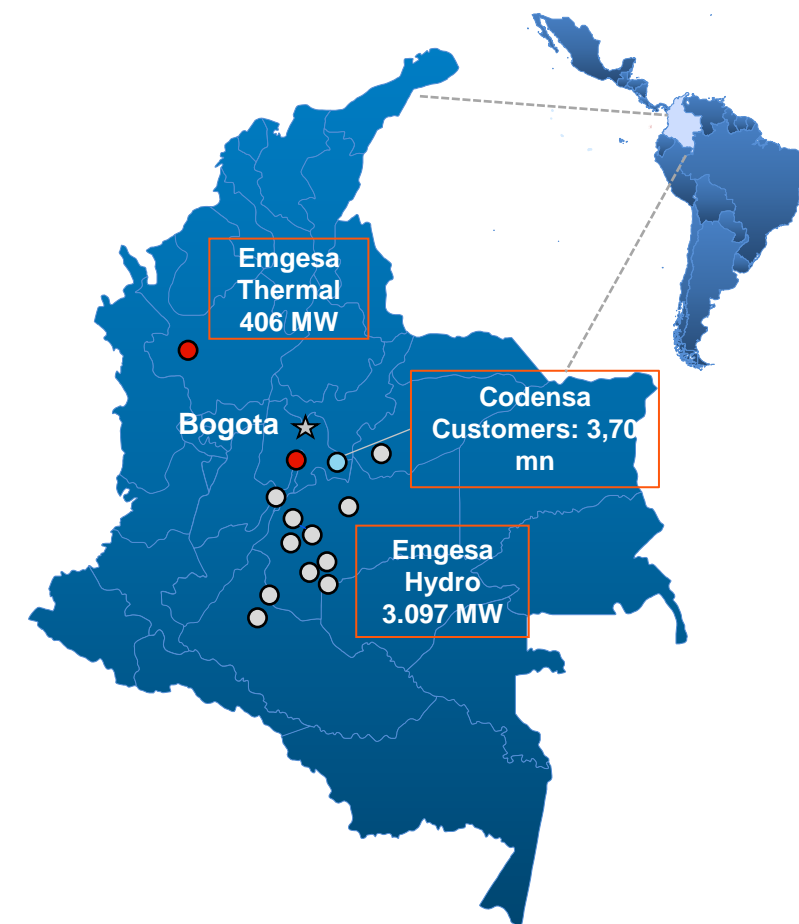 Emgesa
Thermal
406 MW
Bogota
Codensa
Customers: 3,70
mn
Emgesa
Hydro
3.097 MW